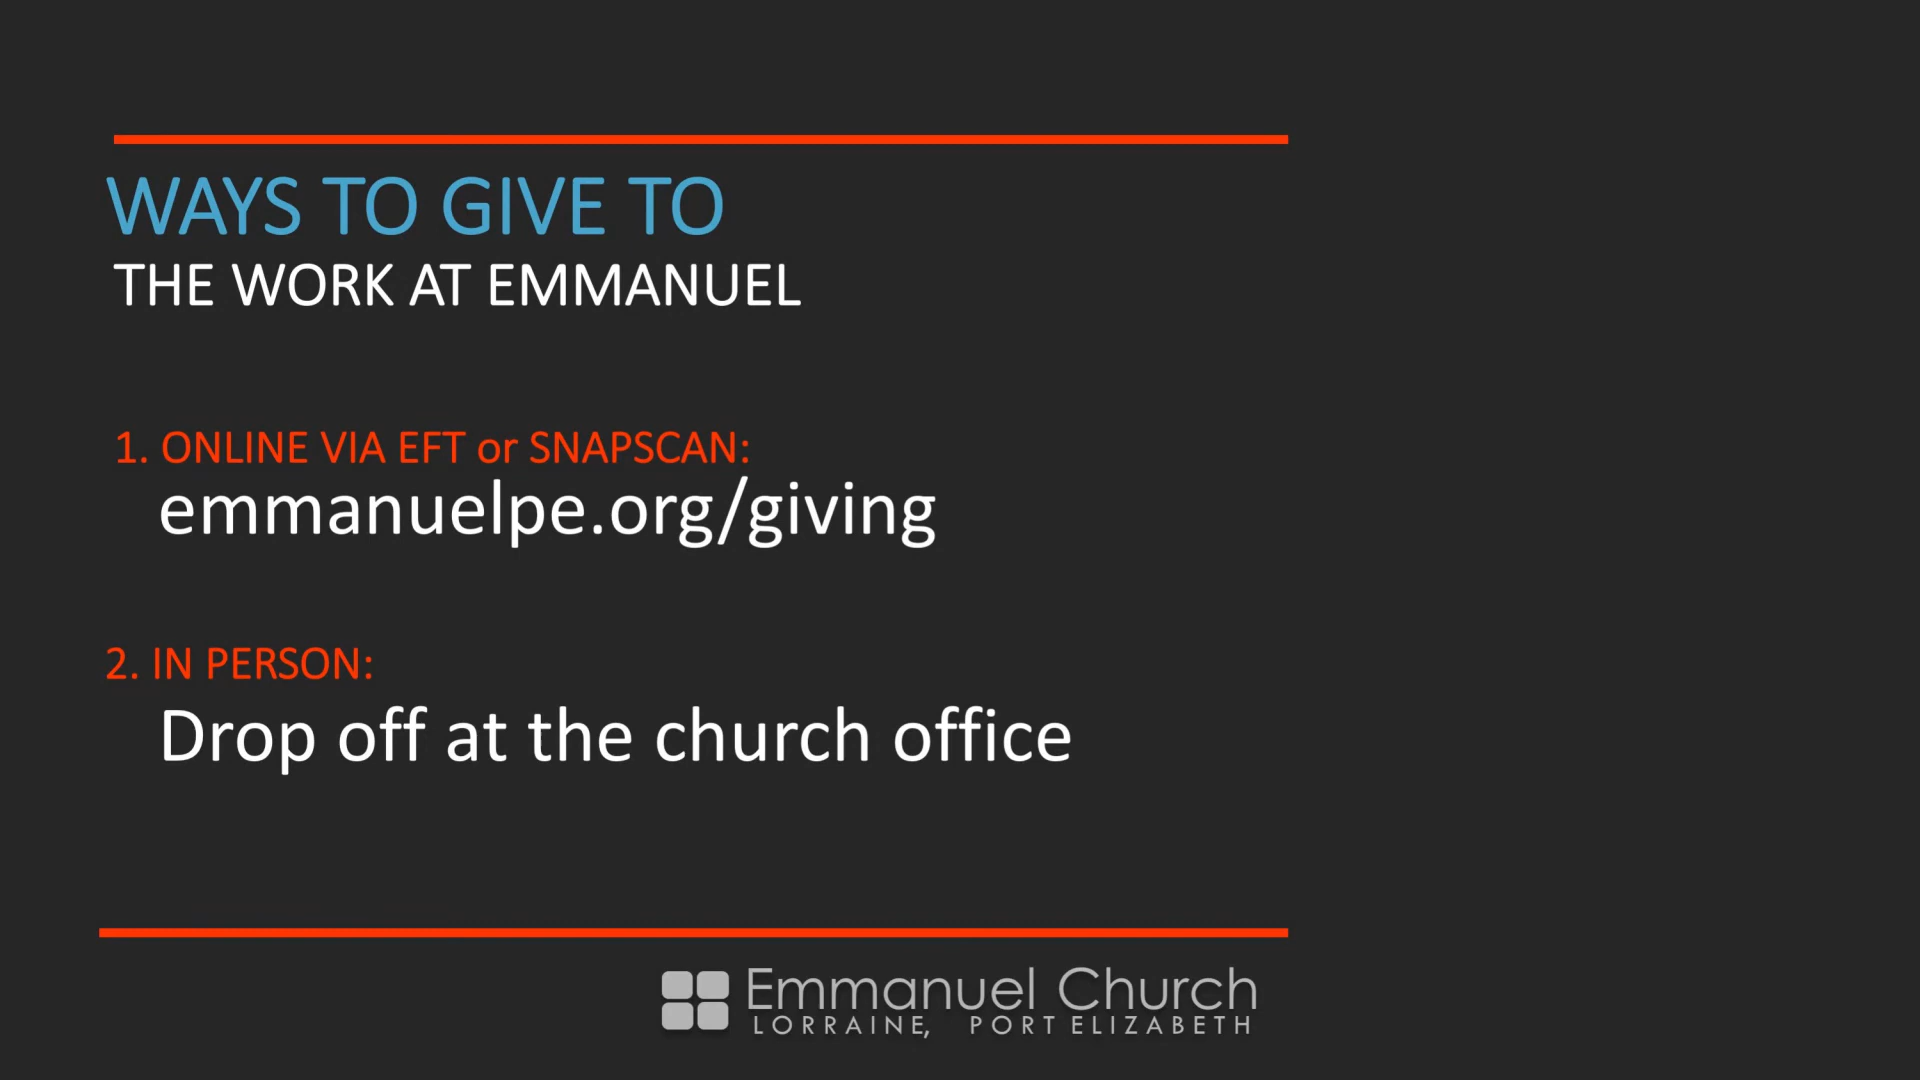 WAYS TO GIVE TO
THE WORK AT EMMANUEL
1. ONLINE VIA EFT or SNAPSCAN:
emmanuelpe.org/giving
2. IN PERSON:
Drop off at the church office
Emmanuel Church
LORRAINE, PORT ELIZABETH